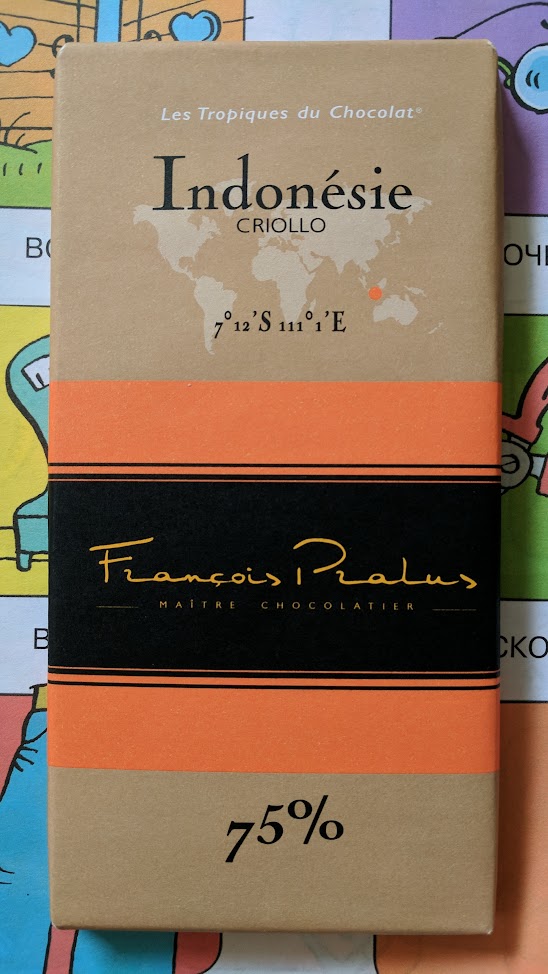 Les Tropiques du Chocolat®
Indonésie
CRIOLLO
7°12'S 111°1'E
François Pralus
MAÎTRE CHOCOLATIER
75%